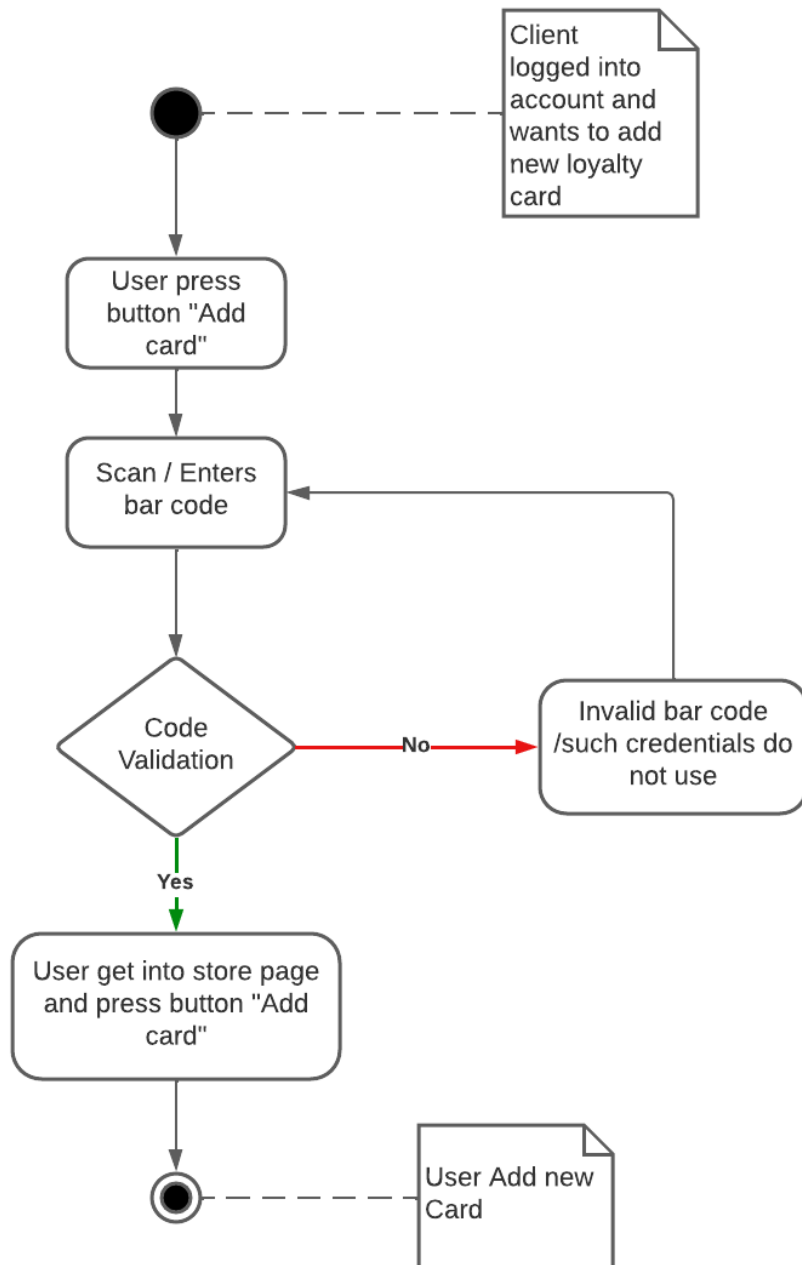 Client
logged into
account and
wants to add
new loyalty
card
User press
button "Add
card"
Scan / Enters
bar code
Code
Validation
No
Invalid bar code
/such credentials do
not use
Yes
User get into store page
and press button "Add
card"
User Add new
Card